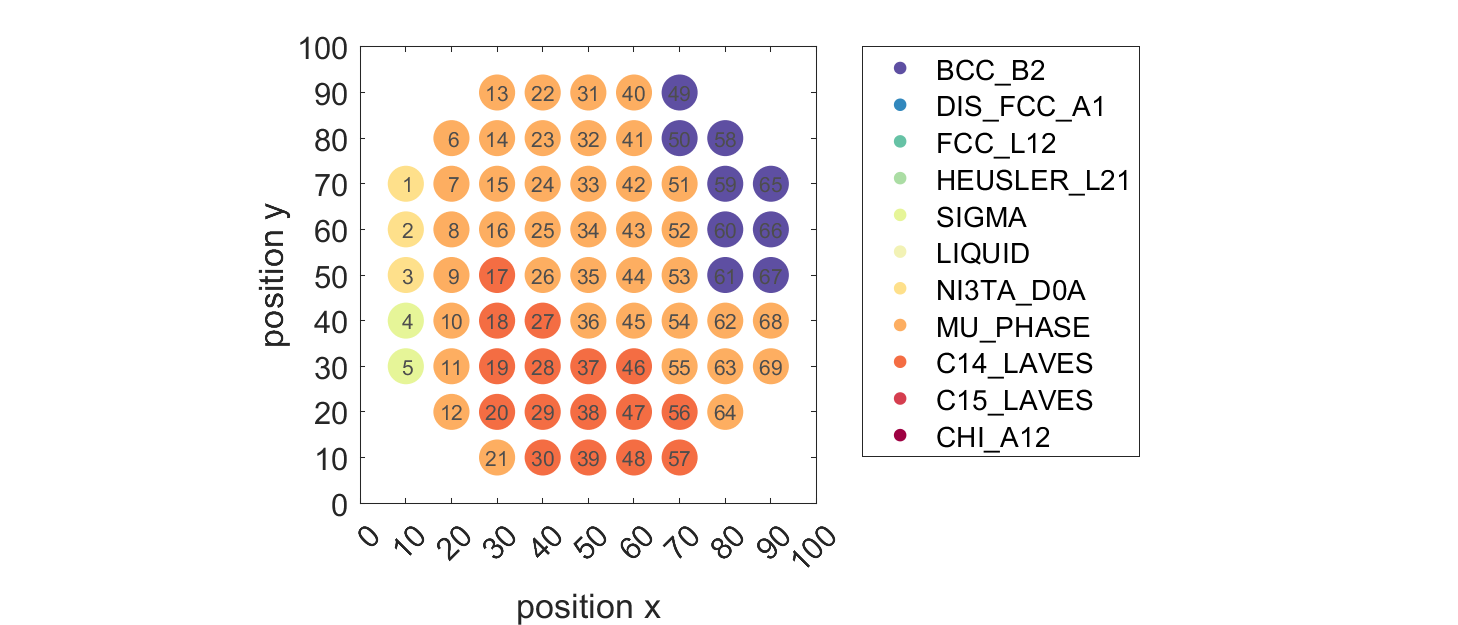 100
90
80
70
60
50
40
30
20
10
0
position y
13 22 31 40 49
6 14 23 32 41 50 58
1 7 15 24 33 42 51 59 65
2 8 16 25 34 43 52 60 66
3 9 17 26 35 44 53 61 67
4 10 18 27 36 45 54 62 68
5 11 19 28 37 46 55 63 69
12 20 29 38 47 56 64
21 30 39 48 57
0 10 20 30 40 50 60 70 80 90 100
position x
BCC_B2
DIS_FCC_A1
FCC_L12
HEUSLER_L21
SIGMA
LIQUID
NI3TA_D0A
MU_PHASE
C14_LAVES
C15_LAVES
CHI_A12